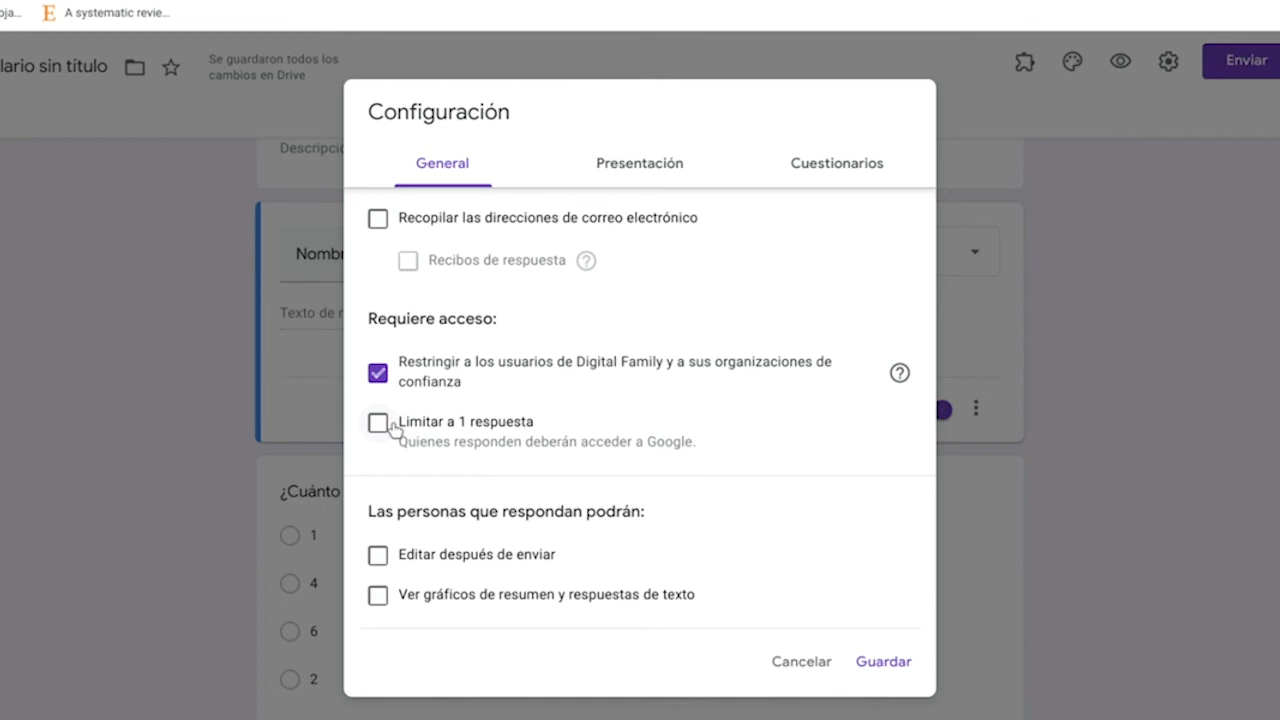 oja...
E A systematic revie...
lario sin título
Se guardaron todos los
cambios en Drive
Enviar
Descripció
Configuración
General
Presentación
Cuestionarios
Recopilar las direcciones de correo electrónico
Recibos de respuesta ?
Nombr
Texto de r
Requiere acceso:
Restringir a los usuarios de Digital Family y a sus organizaciones de
confianza
?
Limitar a 1 respuesta
Quienes responden deberán acceder a Google.
¿Cuánto
1
4
6
2
Las personas que respondan podrán:
Editar después de enviar
Ver gráficos de resumen y respuestas de texto
Cancelar
Guardar